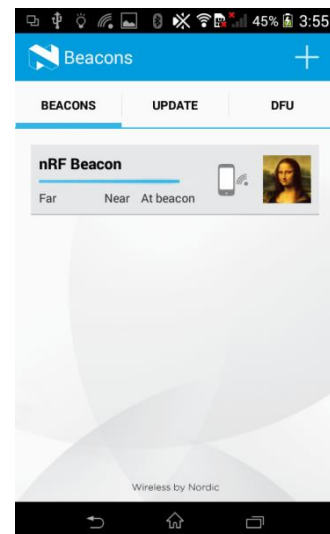 45% 3:55
Beacons
BEACONS UPDATE DFU
nRF Beacon
Far Near At beacon
Wireless by Nordic